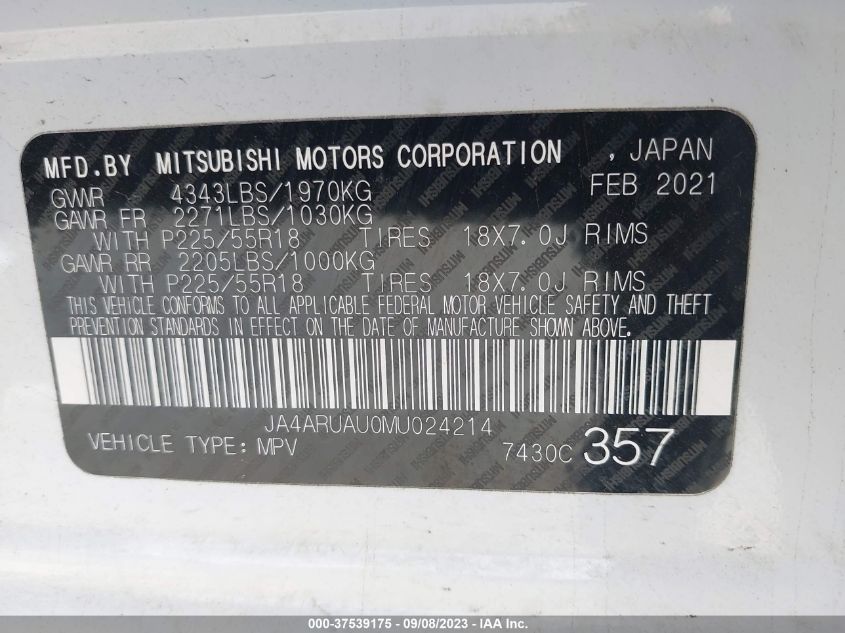 MFD.BY MITSUBISHI MOTORS CORPORATION , JAPAN
GVWR 4343LBS/1970KG FEB 2021
GAWR FR 2271LBS/1030KG
WITH P225/55R18 TIRES 18X7.0J RIMS
GAWR RR 2205LBS/1000KG
WITH P225/55R18 TIRES 18X7.0J RIMS
THIS VEHICLE CONFORMS TO ALL APPLICABLE FEDERAL MOTOR VEHICLE SAFETY AND THEFT
PREVENTION STANDARDS IN EFFECT ON THE DATE OF MANUFACTURE SHOWN ABOVE.
JA4ARUAU0MU024214
VEHICLE TYPE: MPV 7430C 357
000-37539175 - 09/08/2023 - IAA Inc.